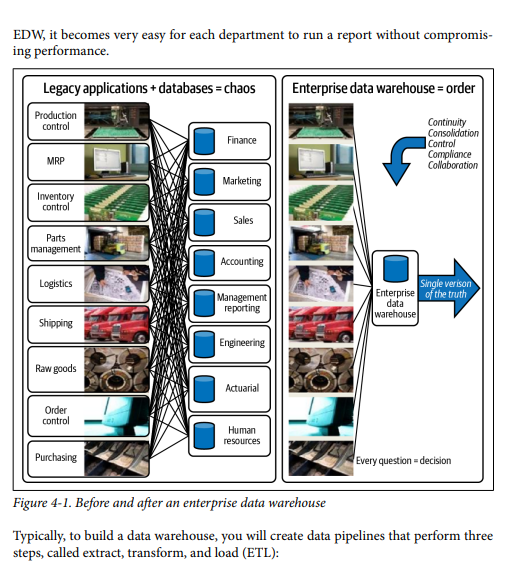 EDW, it becomes very easy for each department to run a report without compromis-
ing performance.
Legacy applications + databases = chaos
Production
control
MRP
Inventory
control
Parts
management
Logistics
Shipping
Raw goods
Order
control
Purchasing
Finance
Marketing
Sales
Accounting
Management
reporting
Engineering
Actuarial
Human
resources
Enterprise data warehouse = order
Continuity
Consolidation
Control
Compliance
Collaboration
Enterprise
data
warehouse
Single verison
of the truth
Every question = decision
Figure 4-1. Before and after an enterprise data warehouse
Typically, to build a data warehouse, you will create data pipelines that perform three
steps, called extract, transform, and load (ETL):